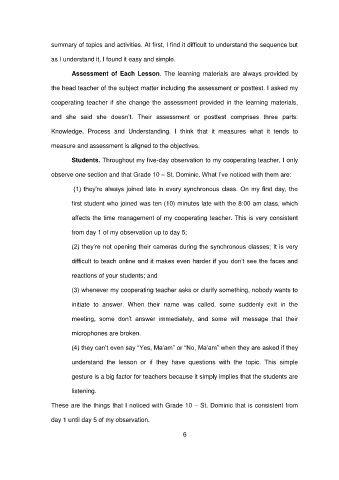 summary of topics and activities. At first, I find it difficult to understand the sequence but
as I understand it, I found it easy and simple.
Assessment of Each Lesson. The learning materials are always provided by
the head teacher of the subject matter including the assessment or posttest. I asked my
cooperating teacher if she change the assessment provided in the learning materials,
and she said she doesn't. Their assessment or posttest comprises three parts:
Knowledge, Process and Understanding. I think that it measures what it tends to
measure and assessment is aligned to the objectives.
Students. Throughout my five-day observation to my cooperating teacher, I only
observe one section and that Grade 10 – St. Dominic. What I've noticed with them are:
(1) they're always joined late in every synchronous class. On my first day, the
first student who joined was ten (10) minutes late with the 8:00 am class, which
affects the time management of my cooperating teacher. This is very consistent
from day 1 of my observation up to day 5;
(2) they're not opening their cameras during the synchronous classes; It is very
difficult to teach online and it makes even harder if you don't see the faces and
reactions of your students; and
(3) whenever my cooperating teacher asks or clarify something, nobody wants to
initiate to answer. When their name was called, some suddenly exit in the
meeting, some don't answer immediately, and some will message that their
microphones are broken.
(4) they can't even say "Yes, Ma'am" or "No, Ma'am" when they are asked if they
understand the lesson or if they have questions with the topic. This simple
gesture is a big factor for teachers because it simply implies that the students are
listening.
These are the things that I noticed with Grade 10 – St. Dominic that is consistent from
day 1 until day 5 of my observation.
6